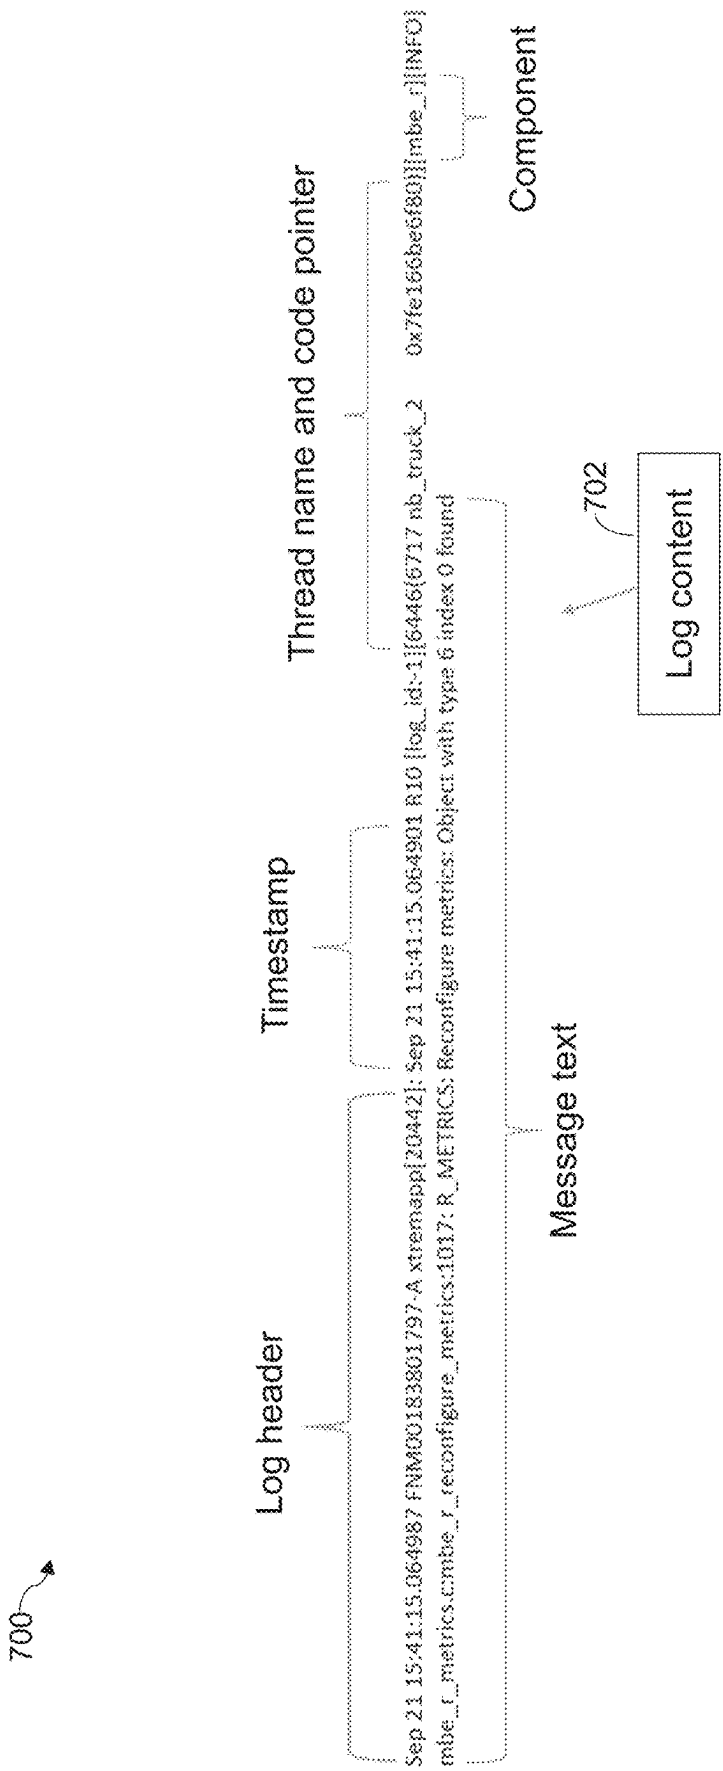 700
Log header
Timestamp
Thread name and code pointer
Sep 21 15:41:15.064987 FNM00183801797-A xtremapp[20442]: Sep 21 15:41:15.064901 R10 [log_id:-1][6446{6717 nb_truck_2 0x7fe166be6f80}][mbe_r][INFO]
mbe_r_metrics.c:mbe_r_reconfigure_metrics:1017: R_METRICS: Reconfigure metrics: Object with type 6 index 0 found
Message text
Component
702
Log content